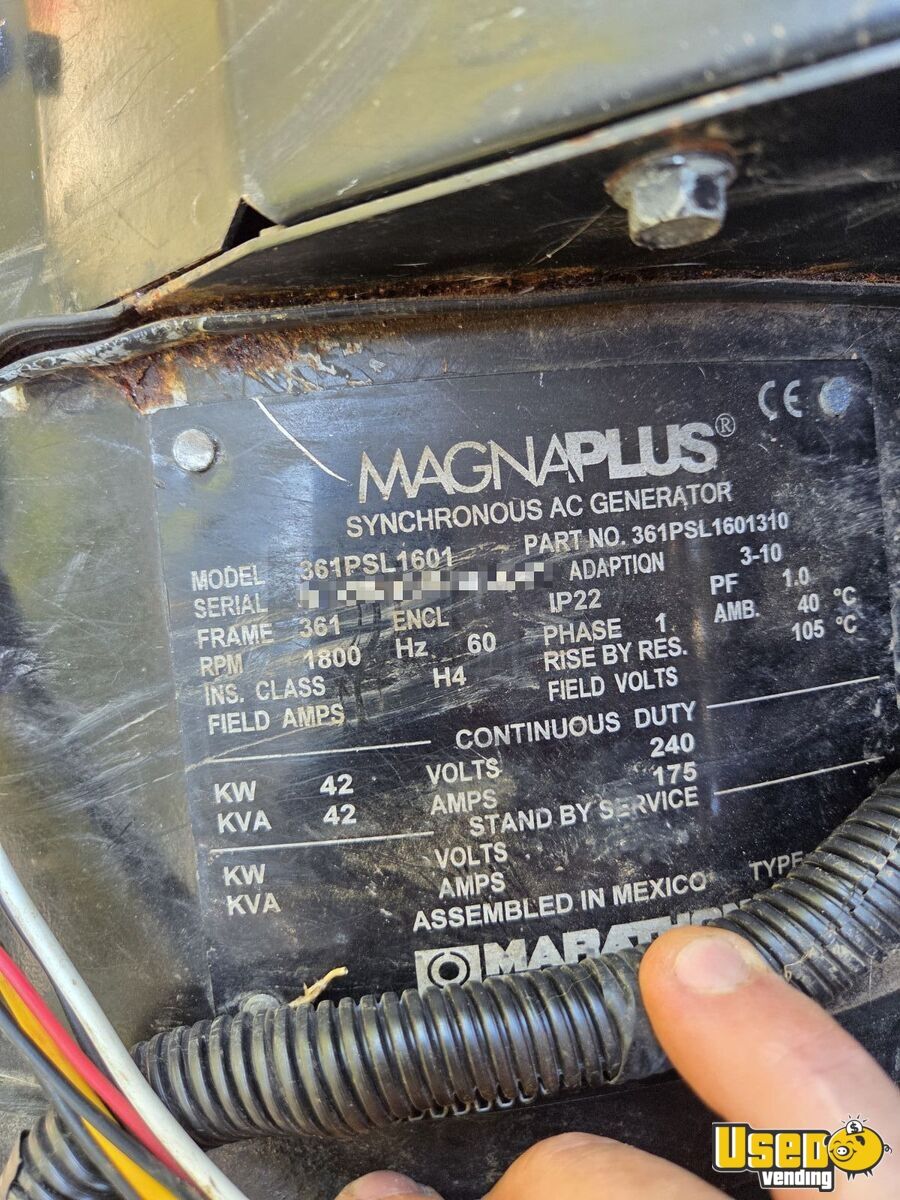 CE
MAGNAPLUS®
SYNCHRONOUS AC GENERATOR
MODEL 361PSL1601 PART NO. 361PSL1601310
SERIAL ADAPTION 3-10
FRAME 361 ENCL IP22 PF 1.0
RPM 1800 Hz 60 PHASE 1 AMB. 40 °C
INS. CLASS H4 RISE BY RES. 105 °C
FIELD AMPS FIELD VOLTS
CONTINUOUS DUTY
KW 42 VOLTS 240
KVA 42 AMPS 175
STAND BY SERVICE
KW VOLTS
KVA AMPS
ASSEMBLED IN MEXICO TYPE
MARATHON
USED vending